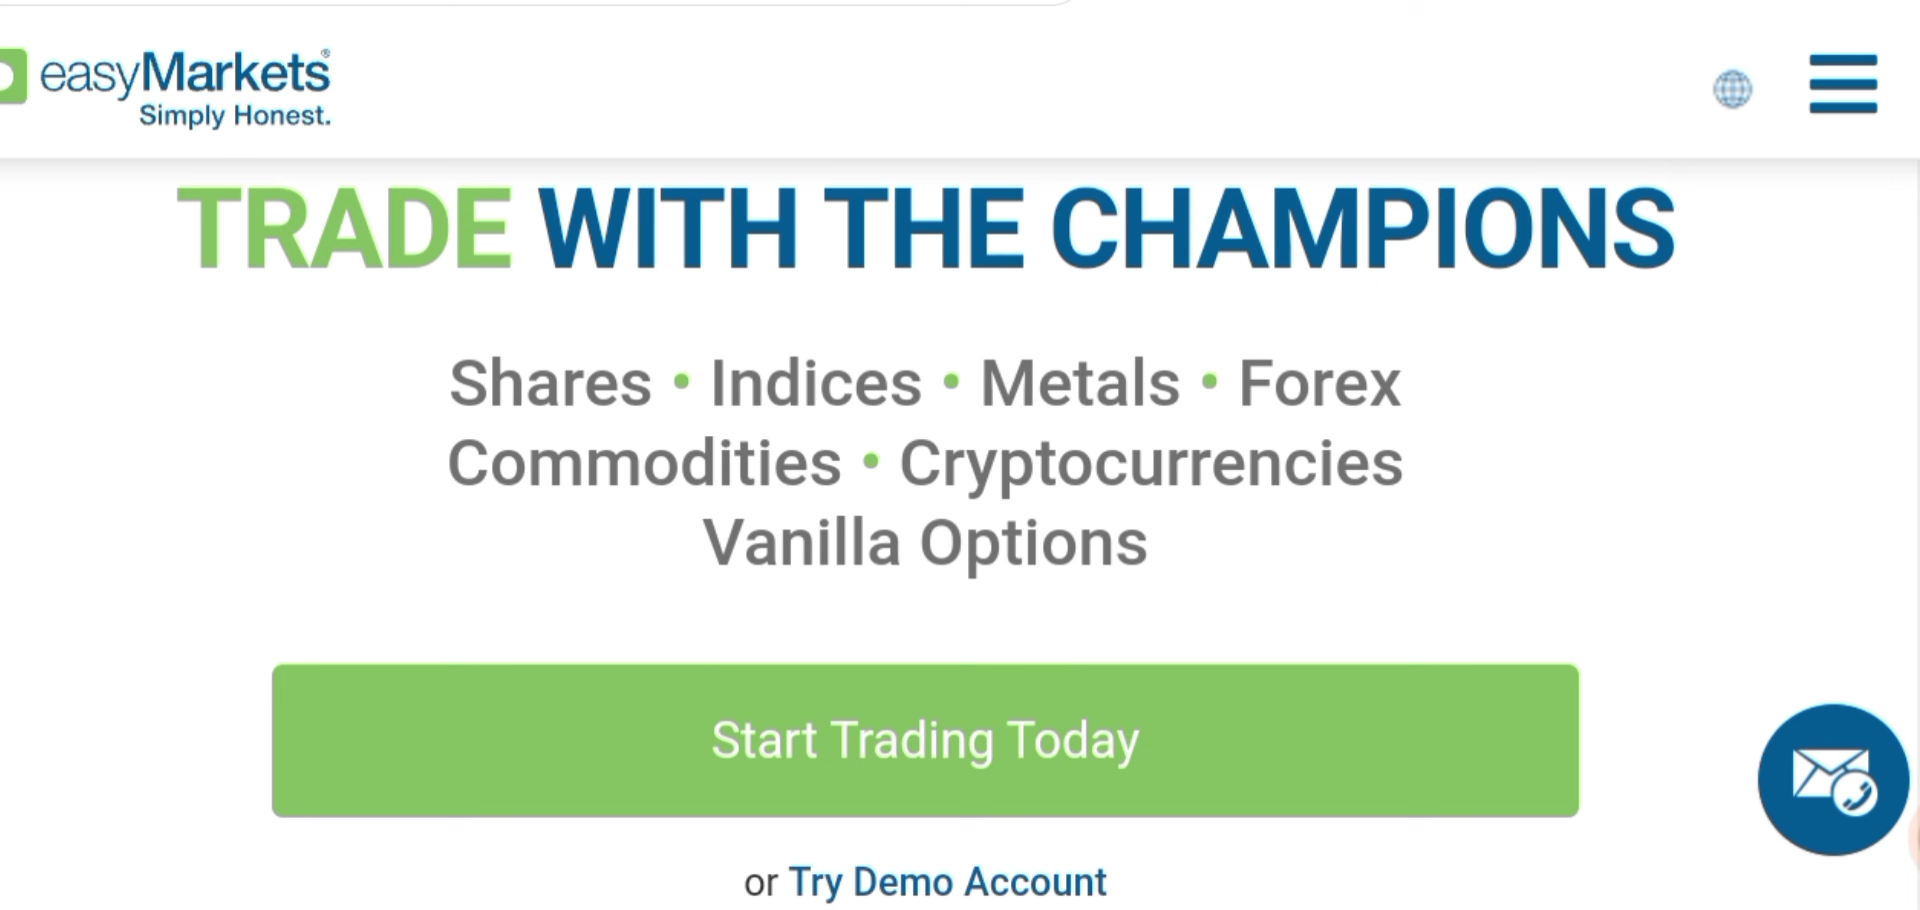 easyMarkets®
Simply Honest.
TRADE WITH THE CHAMPIONS
Shares • Indices • Metals • Forex
Commodities • Cryptocurrencies
Vanilla Options
Start Trading Today
or Try Demo Account